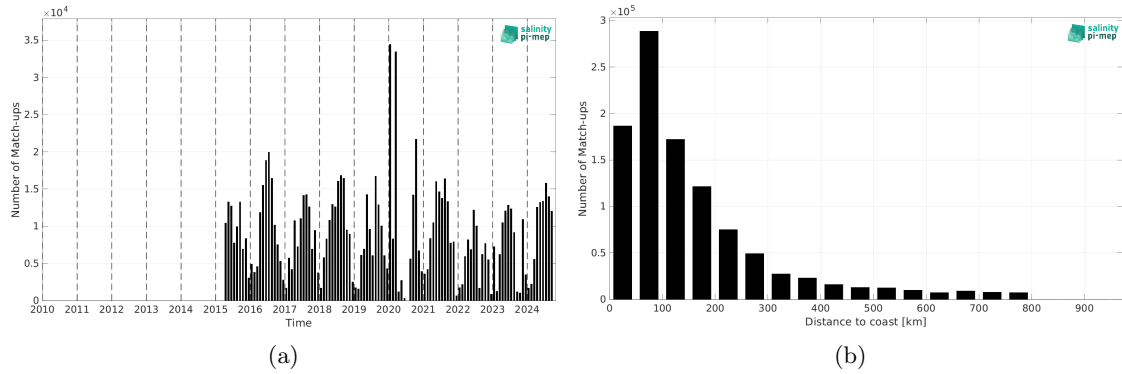 ×10^4
salinity
pi-mep
Number of Match-ups
3.5
3
2.5
2
1.5
1
0.5
0
2010 2011 2012 2013 2014 2015 2016 2017 2018 2019 2020 2021 2022 2023 2024
Time
(a)
×10^5
salinity
pi-mep
Number of Match-ups
3
2.5
2
1.5
1
0.5
0
0 100 200 300 400 500 600 700 800 900
Distance to coast [km]
(b)